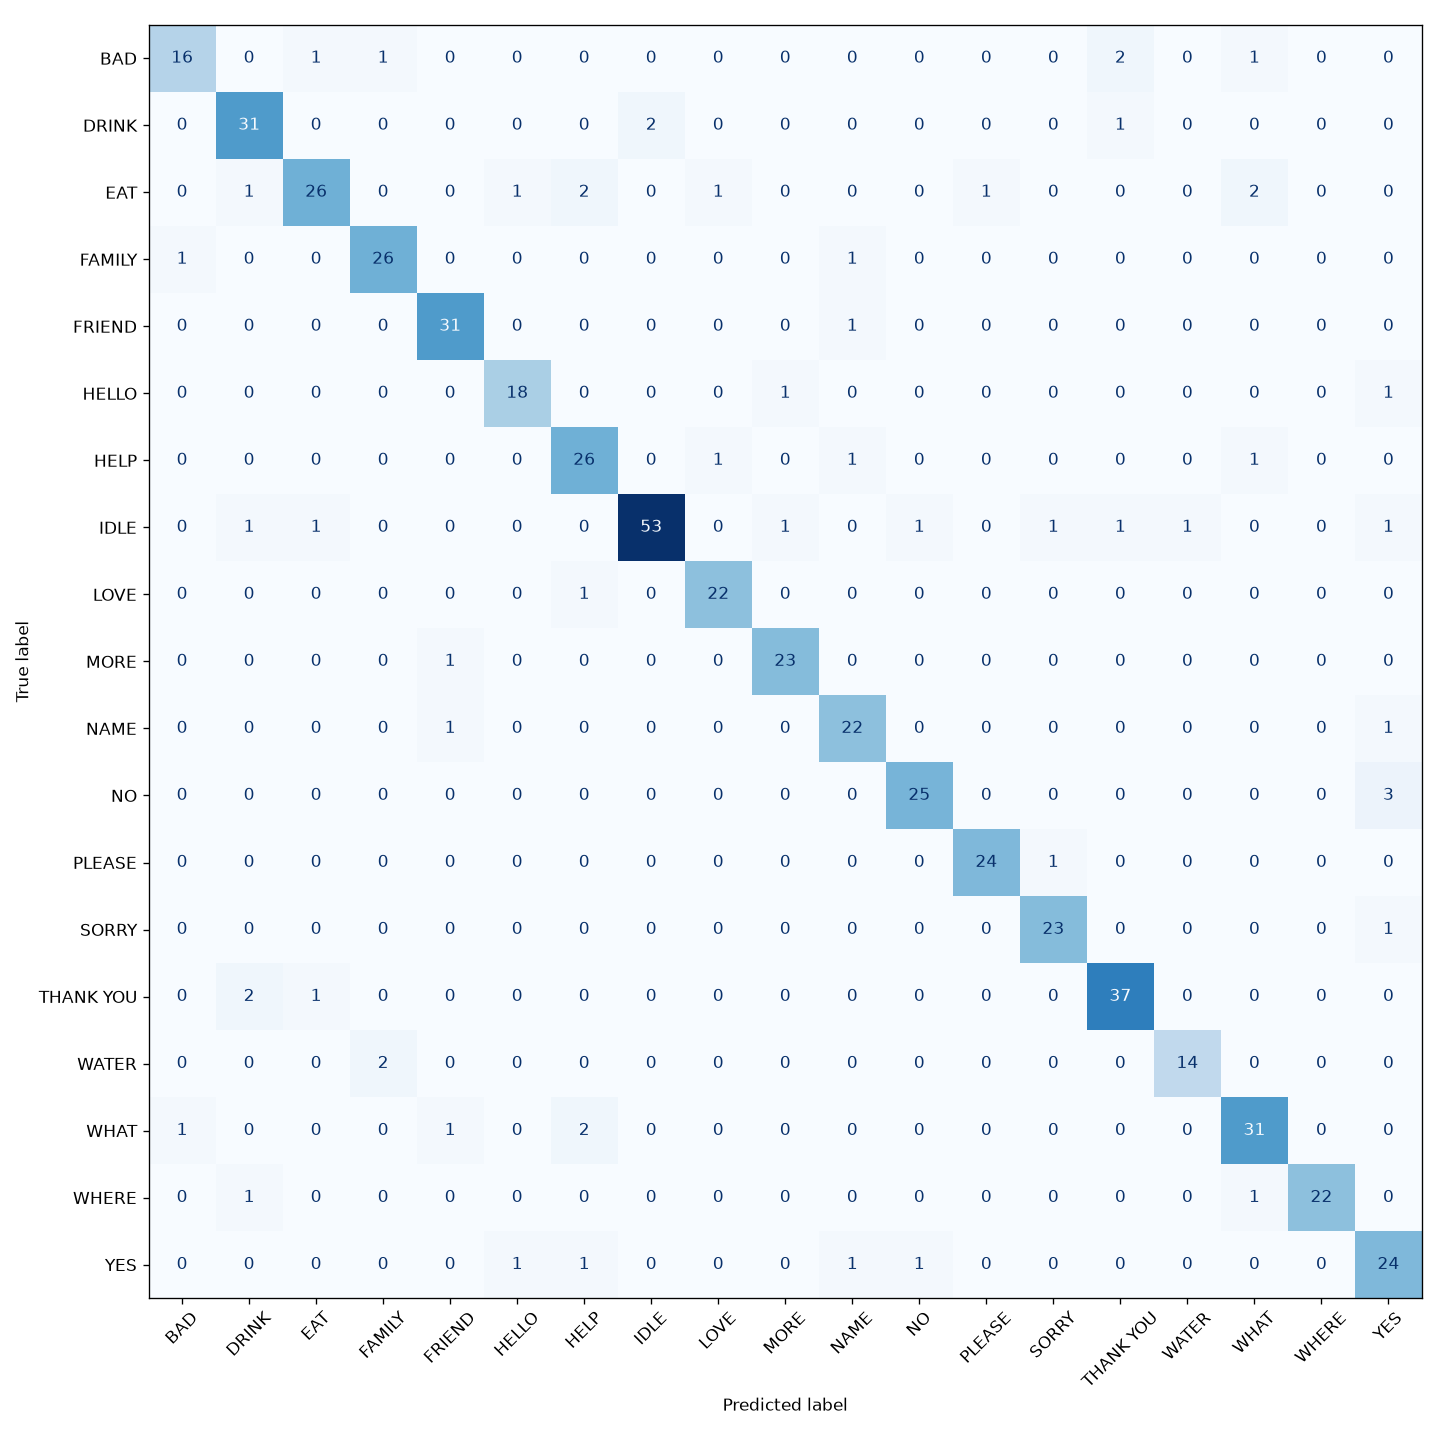 BAD 16 0 1 1 0 0 0 0 0 0 0 0 0 0 2 0 1 0 0
DRINK 0 31 0 0 0 0 0 2 0 0 0 0 0 0 1 0 0 0 0
EAT 0 1 26 0 0 1 2 0 1 0 0 0 1 0 0 0 2 0 0
FAMILY 1 0 0 26 0 0 0 0 0 0 1 0 0 0 0 0 0 0 0
FRIEND 0 0 0 0 31 0 0 0 0 0 1 0 0 0 0 0 0 0 0
HELLO 0 0 0 0 0 18 0 0 0 1 0 0 0 0 0 0 0 0 1
HELP 0 0 0 0 0 0 26 0 1 0 1 0 0 0 0 0 1 0 0
IDLE 0 1 1 0 0 0 0 53 0 1 0 1 0 1 1 1 0 0 1
LOVE 0 0 0 0 0 0 1 0 22 0 0 0 0 0 0 0 0 0 0
True label
MORE 0 0 0 0 1 0 0 0 0 23 0 0 0 0 0 0 0 0 0
NAME 0 0 0 0 1 0 0 0 0 0 22 0 0 0 0 0 0 0 1
NO 0 0 0 0 0 0 0 0 0 0 0 25 0 0 0 0 0 0 3
PLEASE 0 0 0 0 0 0 0 0 0 0 0 0 24 1 0 0 0 0 0
SORRY 0 0 0 0 0 0 0 0 0 0 0 0 0 23 0 0 0 0 1
THANK YOU 0 2 1 0 0 0 0 0 0 0 0 0 0 0 37 0 0 0 0
WATER 0 0 0 2 0 0 0 0 0 0 0 0 0 0 0 14 0 0 0
WHAT 1 0 0 0 1 0 2 0 0 0 0 0 0 0 0 0 31 0 0
WHERE 0 1 0 0 0 0 0 0 0 0 0 0 0 0 0 0 1 22 0
YES 0 0 0 0 0 1 1 0 0 0 1 1 0 0 0 0 0 0 24
BAD DRINK EAT FAMILY FRIEND HELLO HELP IDLE LOVE MORE NAME NO PLEASE SORRY THANK YOU WATER WHAT WHERE YES
Predicted label